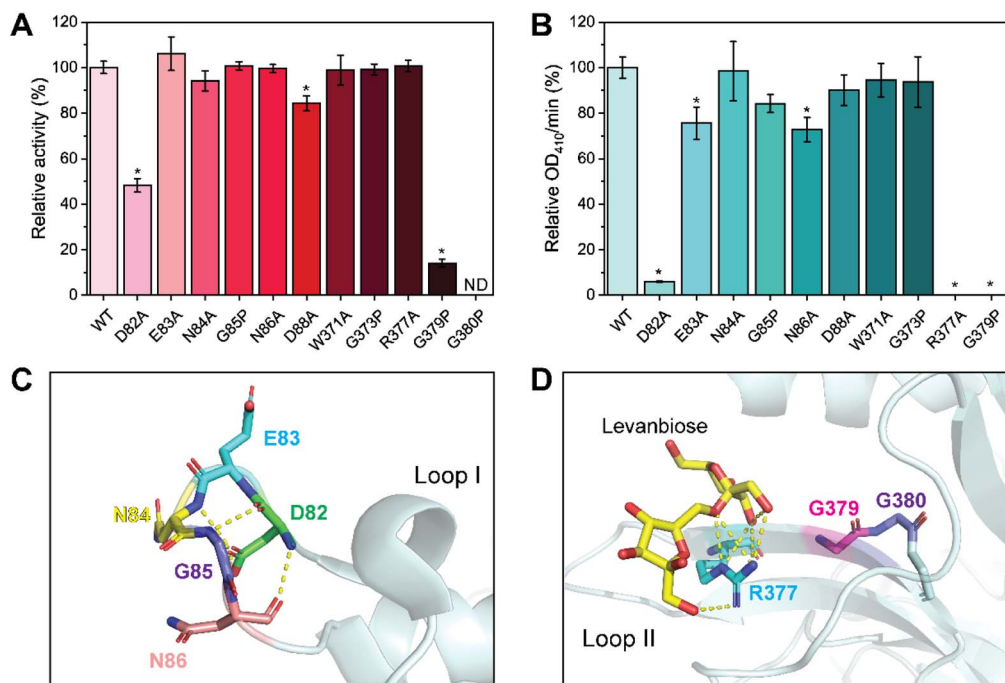 A
Relative activity (%)
120
100
80
60
40
20
0
*
*
*
ND
WT
D82A
E83A
N84A
G85P
N86A
D88A
W371A
G373P
R377A
G379P
G380P
B
Relative OD410/min (%)
120
100
80
60
40
20
0
*
*
*
*
*
WT
D82A
E83A
N84A
G85P
N86A
D88A
W371A
G373P
R377A
G379P
C
E83
Loop I
N84
D82
G85
N86
D
Levanbiose
G379
G380
R377
Loop II